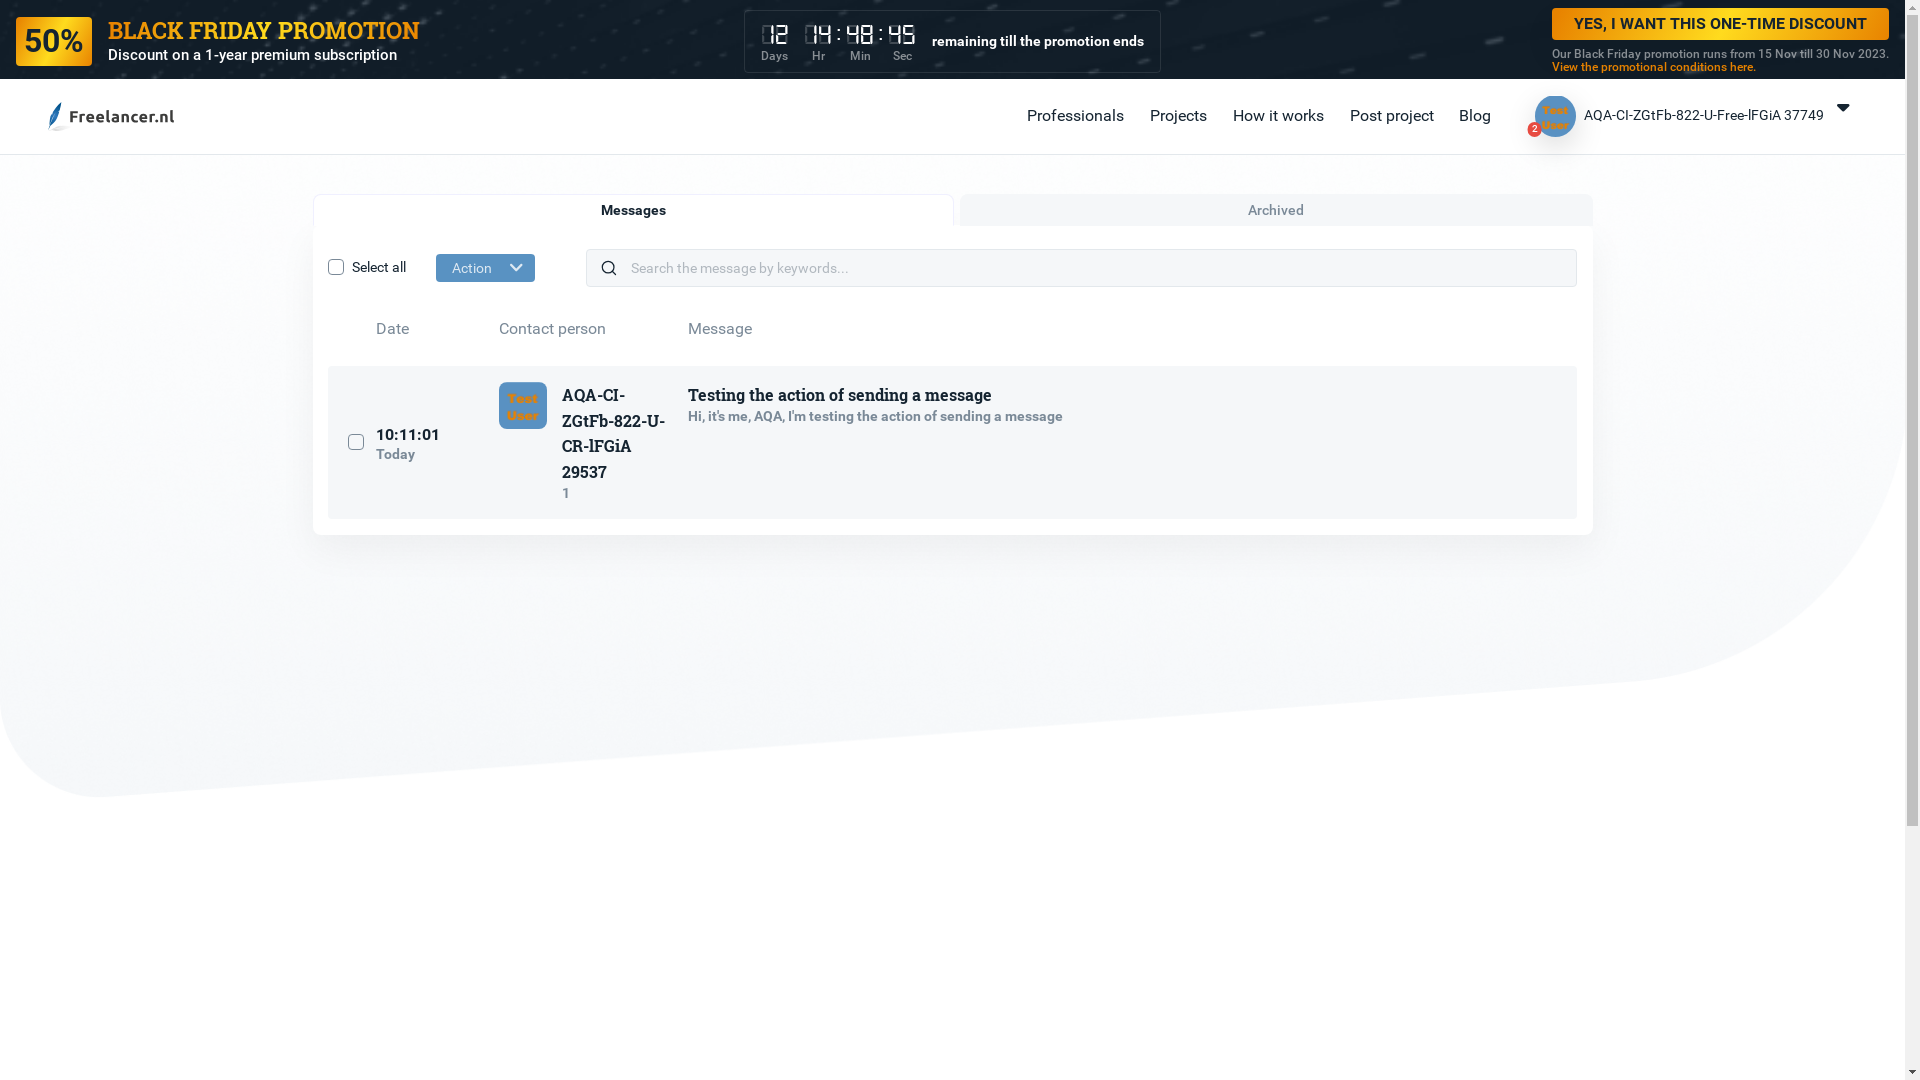 50%
BLACK FRIDAY PROMOTION
Discount on a 1-year premium subscription
12 14 : 48 : 45
Days Hr Min Sec
remaining till the promotion ends
YES, I WANT THIS ONE-TIME DISCOUNT
Our Black Friday promotion runs from 15 Nov till 30 Nov 2023.
View the promotional conditions here.
Freelancer.nl
Professionals Projects How it works Post project Blog
Test
User
2
AQA-CI-ZGtFb-822-U-Free-lFGiA 37749
Messages
Archived
Select all
Action
Search the message by keywords...
Date Contact person Message
10:11:01
Today
Test
User
AQA-CI-
ZGtFb-822-U-
CR-lFGiA
29537
1
Testing the action of sending a message
Hi, it's me, AQA, I'm testing the action of sending a message